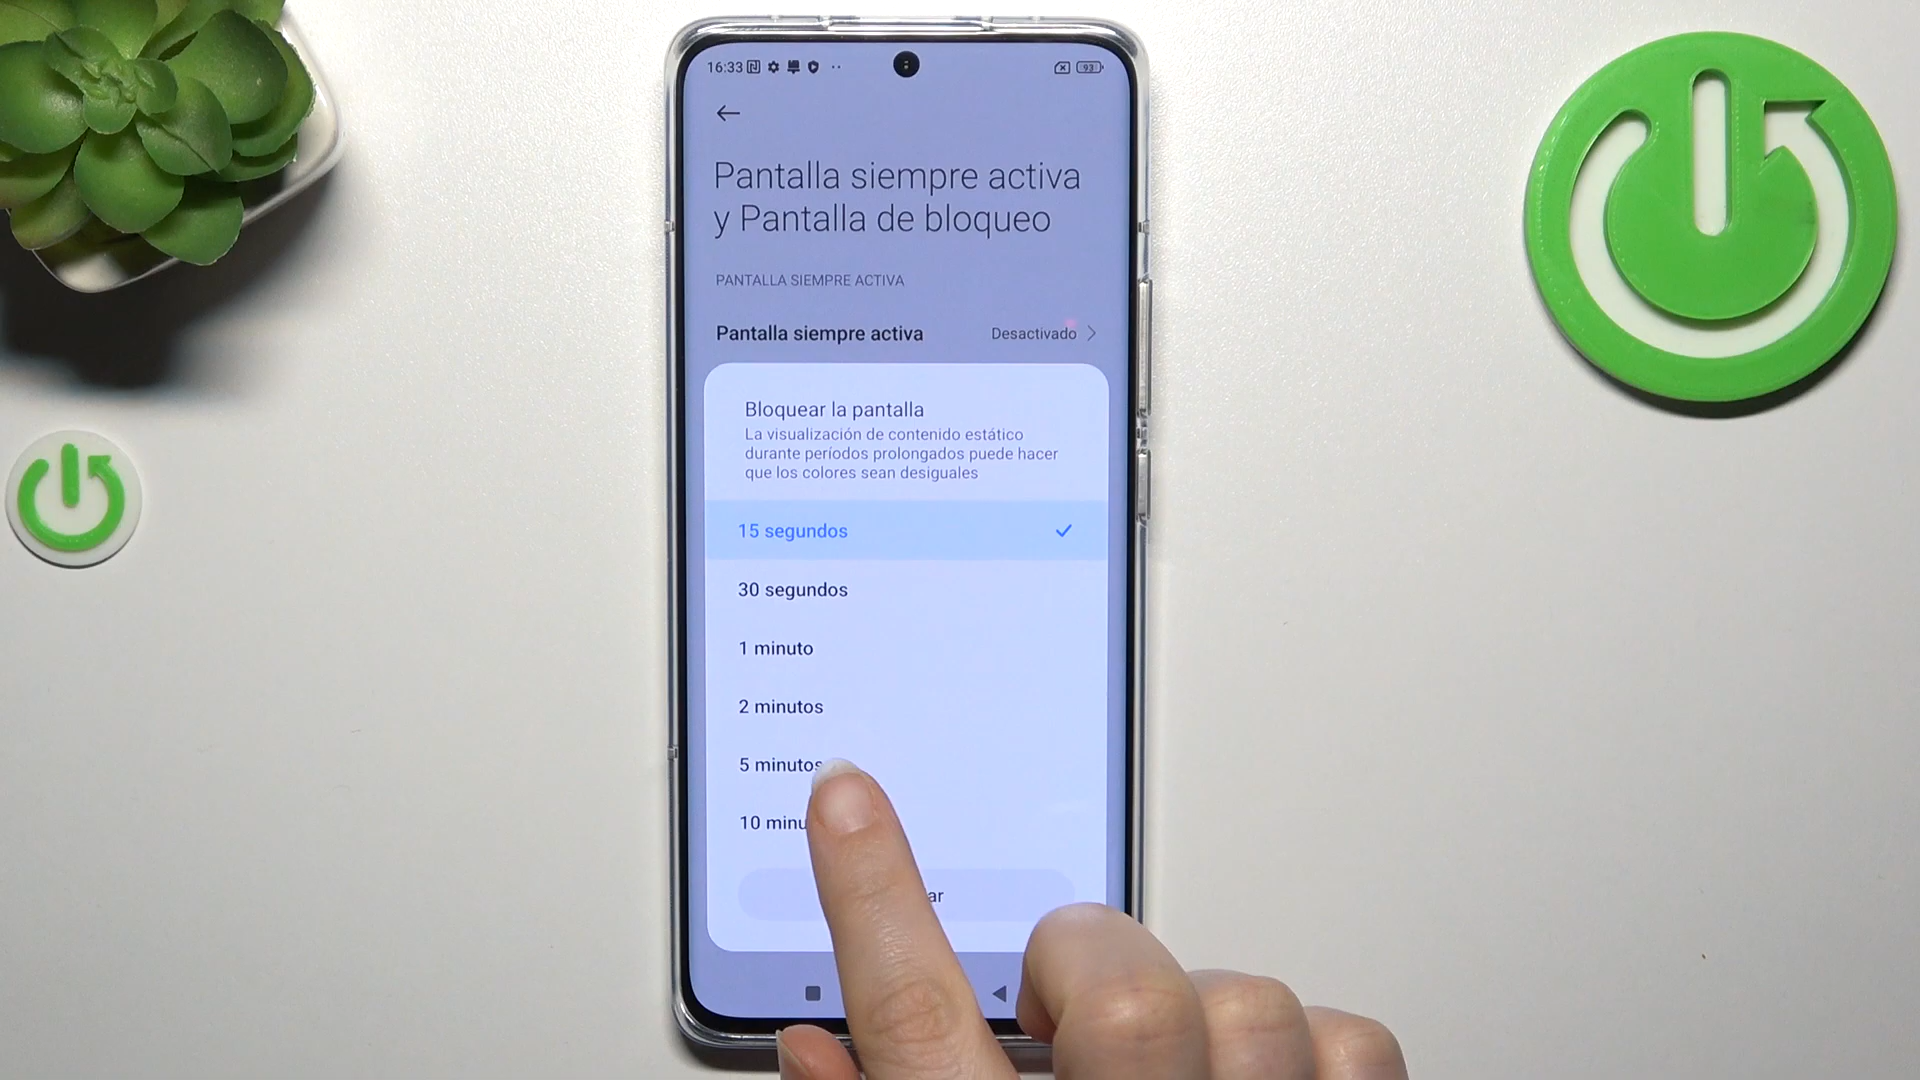 16:33
93
Pantalla siempre activa
y Pantalla de bloqueo
PANTALLA SIEMPRE ACTIVA
Pantalla siempre activa
Desactivado
Bloquear la pantalla
La visualización de contenido estático
durante períodos prolongados puede hacer
que los colores sean desiguales
15 segundos
30 segundos
1 minuto
2 minutos
5 minutos
10